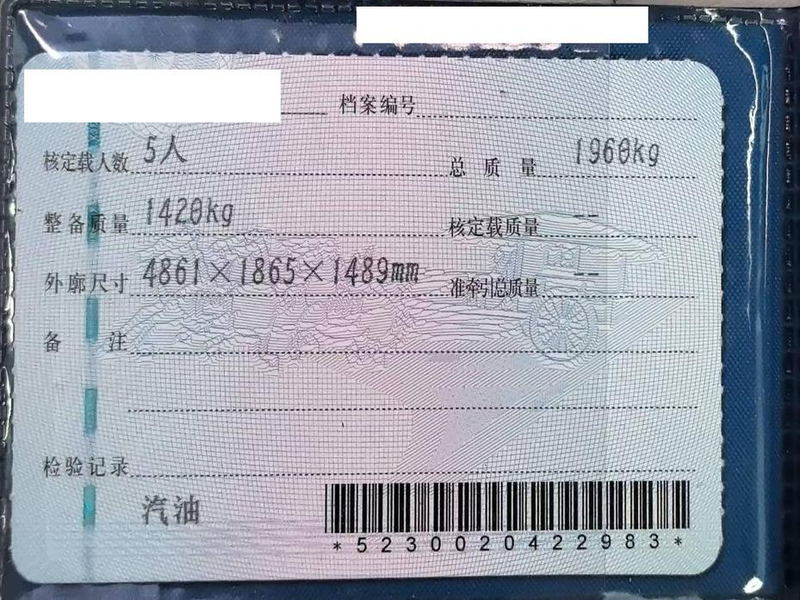 档案编号
核定载人数 5人 总质量 1960kg
整备质量 1420kg 核定载质量 --
外廓尺寸 4861×1865×1489mm 准牵引总质量 --
备注
检验记录
汽油
*5230020422983*